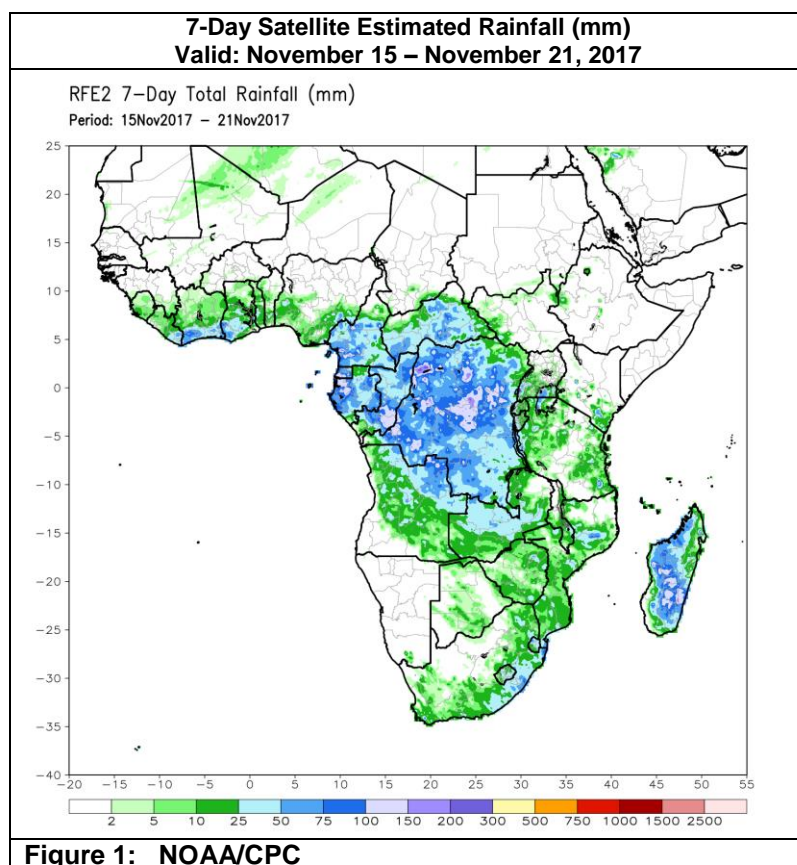 7-Day Satellite Estimated Rainfall (mm)
Valid: November 15 – November 21, 2017
RFE2 7-Day Total Rainfall (mm)
Period: 15Nov2017 – 21Nov2017
25
20
15
10
5
0
−5
−10
−15
−20
−25
−30
−35
−40
−20 −15 −10 −5 0 5 10 15 20 25 30 35 40 45 50 55
2 5 10 25 50 75 100 150 200 300 500 750 1000 1500 2500
Figure 1: NOAA/CPC